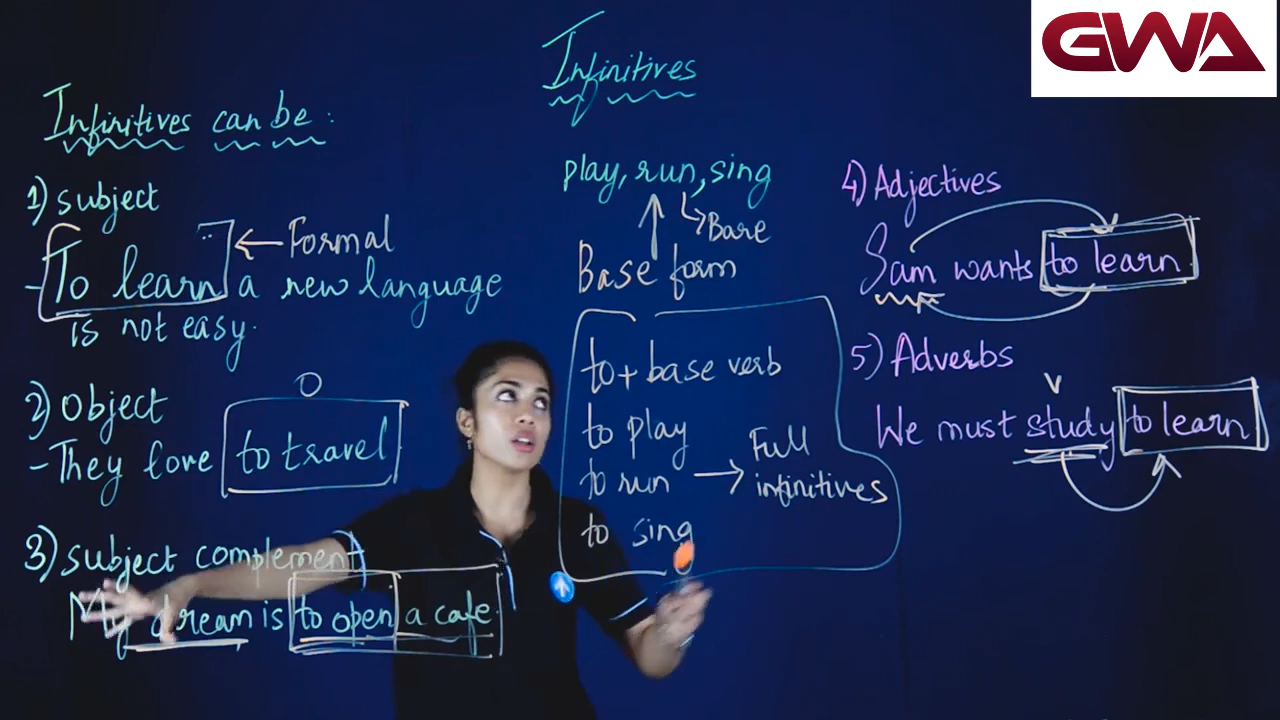 GWA
Infinitives
Infinitives can be :
1) subject
- To learn a new language
is not easy.
← Formal
2) Object
O
- They love to travel
3) subject complement
My dream is to open a cafe
play, run, sing
Bare
Base form
to + base verb
to play
to run → Full
infinitives
to sing
4) Adjectives
Sam wants to learn
5) Adverbs
V
We must study to learn